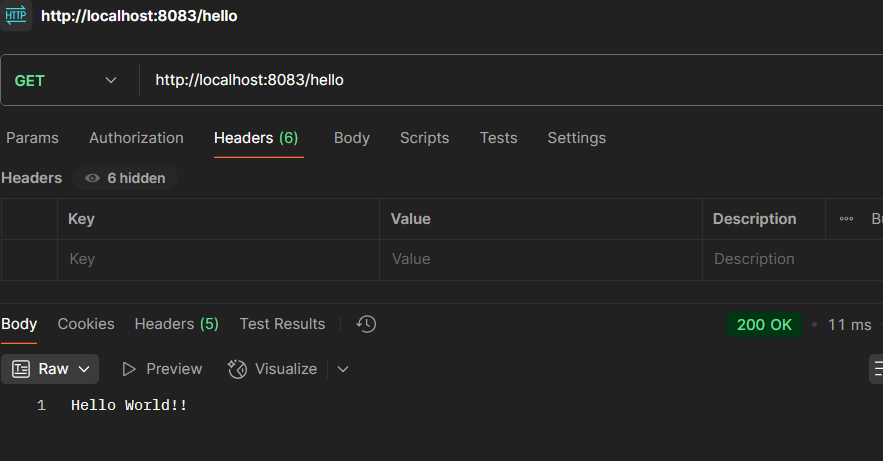 HTTP http://localhost:8083/hello
GET http://localhost:8083/hello
Params Authorization Headers (6) Body Scripts Tests Settings
Headers 6 hidden
Key Value Description
Key Value Description
Body Cookies Headers (5) Test Results 200 OK • 11 ms
Raw Preview Visualize
1 Hello World!!